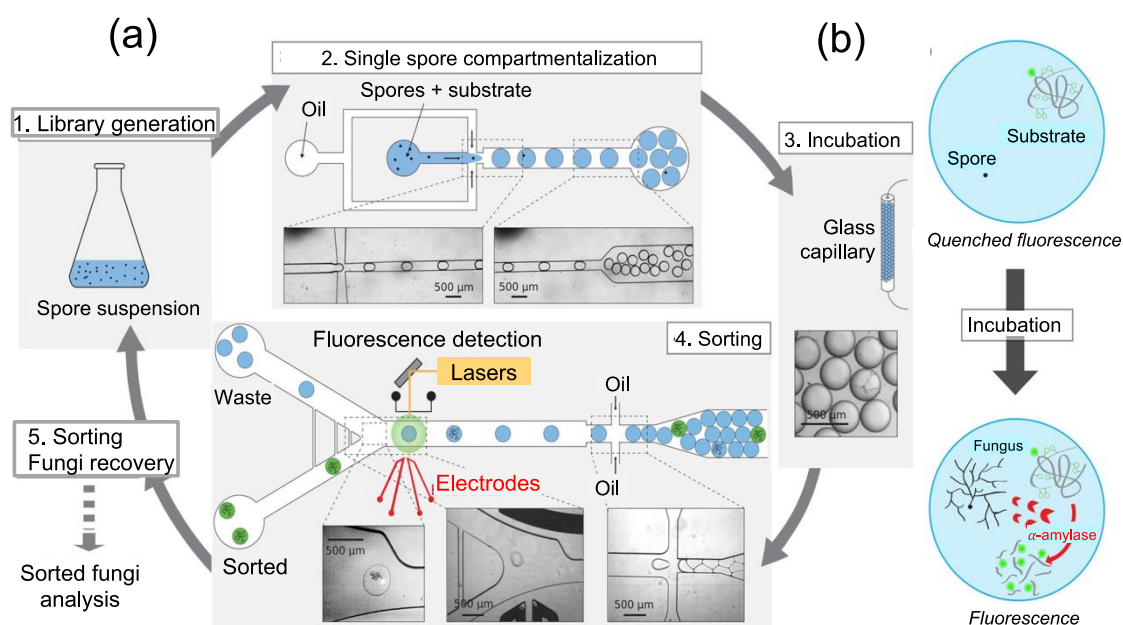 (a)
(b)
1. Library generation
Spore suspension
2. Single spore compartmentalization
Spores + substrate
Oil
500 µm
500 µm
3. Incubation
Glass
capillary
500 µm
4. Sorting
Fluorescence detection
Lasers
Waste
Oil
Oil
Electrodes
Sorted
500 µm
500 µm
500 µm
5. Sorting
Fungi recovery
Sorted fungi
analysis
Substrate
Spore
Quenched fluorescence
Incubation
Fungus
α-amylase
Fluorescence